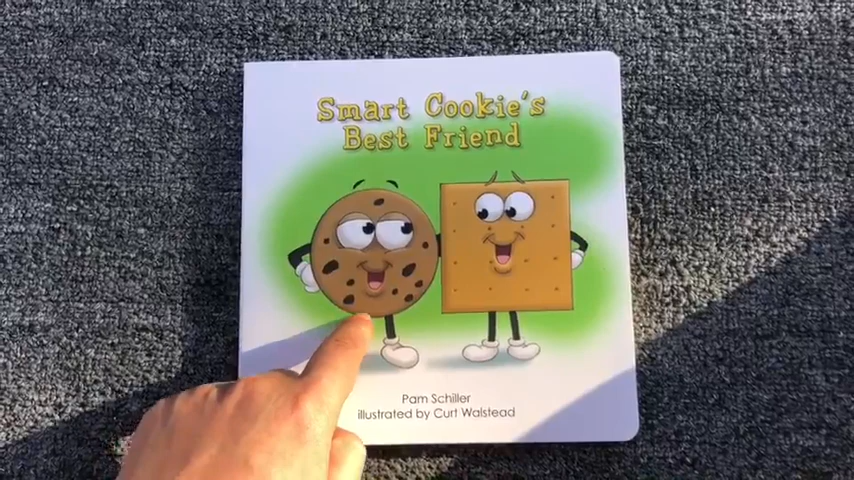 Smart Cookie's
Best Friend
Pam Schiller
illustrated by Curt Walstead